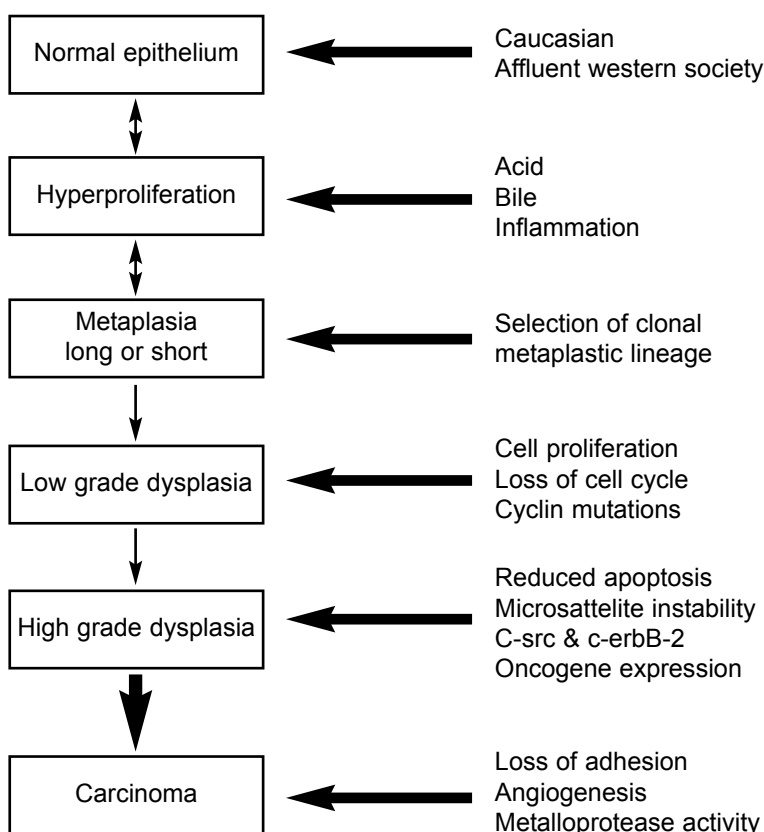 Normal epithelium
Caucasian
Affluent western society
Hyperproliferation
Acid
Bile
Inflammation
Metaplasia
long or short
Selection of clonal
metaplastic lineage
Low grade dysplasia
Cell proliferation
Loss of cell cycle
Cyclin mutations
High grade dysplasia
Reduced apoptosis
Microsattelite instability
C-src & c-erbB-2
Oncogene expression
Carcinoma
Loss of adhesion
Angiogenesis
Metalloprotease activity